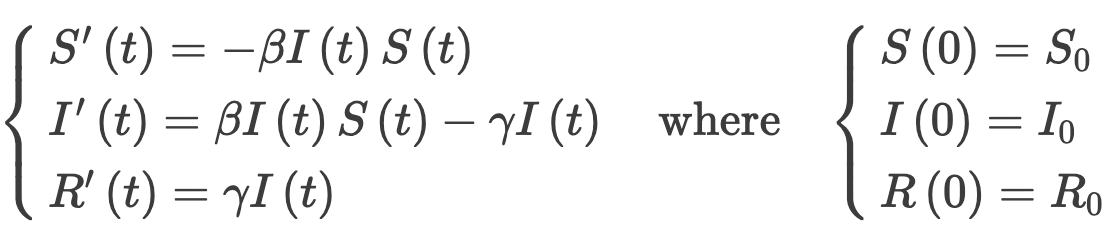 S′ (t) = −βI (t) S (t)
I′ (t) = βI (t) S (t) − γI (t) where
R′ (t) = γI (t)
S (0) = S₀
I (0) = I₀
R (0) = R₀